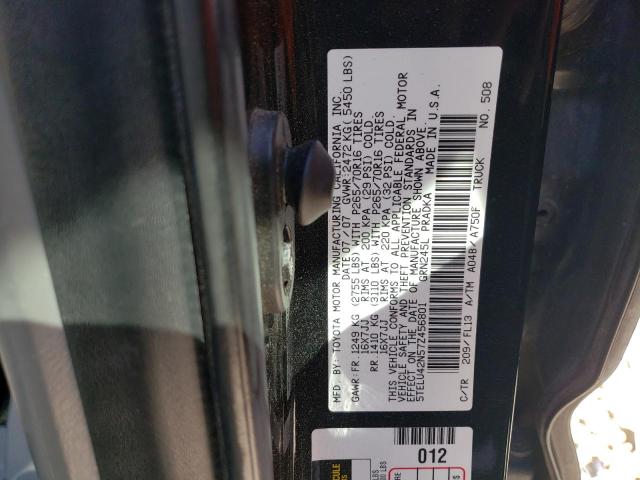 MFD. BY: TOYOTA MOTOR MANUFACTURING CALIFORNIA, INC.
DATE 07/07 GVWR:2472 KG( 5450 LBS)
GAWR:FR.1249 KG (2755 LBS) WITH P265/70R16 TIRES
16X7JJ RIMS AT 200 KPA (29 PSI) COLD
RR.1410 KG (3110 LBS) WITH P265/70R16 TIRES
16X7JJ RIMS AT 220 KPA (32 PSI) COLD.
THIS VEHICLE CONFORMS TO ALL APPLICABLE FEDERAL MOTOR
VEHICLE SAFETY AND THEFT PREVENTION STANDARDS IN
EFFECT ON THE DATE OF MANUFACTURE SHOWN ABOVE.
5TELU42N57Z456801 GRN245L PRADKA MADE IN U.S.A.
C/TR 209/FL13 A/TM A04B/A750F TRUCK
NO. 508
012
LBS
LBS